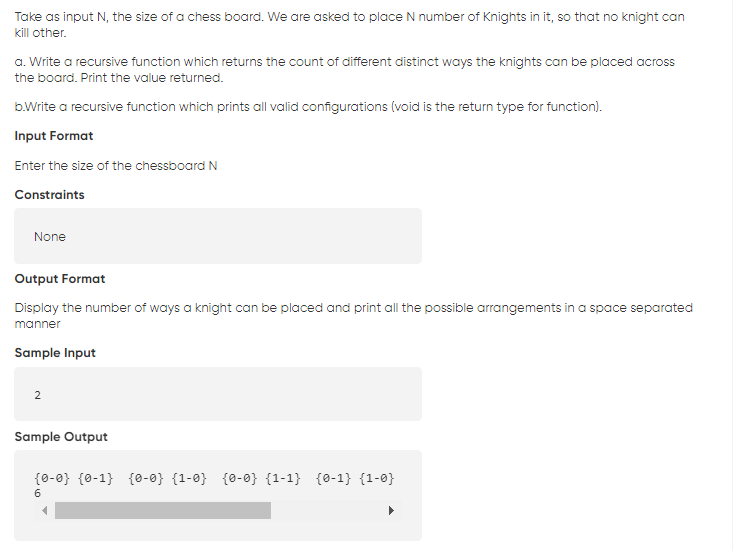 Take as input N, the size of a chess board. We are asked to place N number of Knights in it, so that no knight can
kill other.
a. Write a recursive function which returns the count of different distinct ways the knights can be placed across
the board. Print the value returned.
b.Write a recursive function which prints all valid configurations (void is the return type for function).
Input Format
Enter the size of the chessboard N
Constraints
None
Output Format
Display the number of ways a knight can be placed and print all the possible arrangements in a space separated
manner
Sample Input
2
Sample Output
{0-0} {0-1}  {0-0} {1-0}  {0-0} {1-1}  {0-1} {1-0}
6